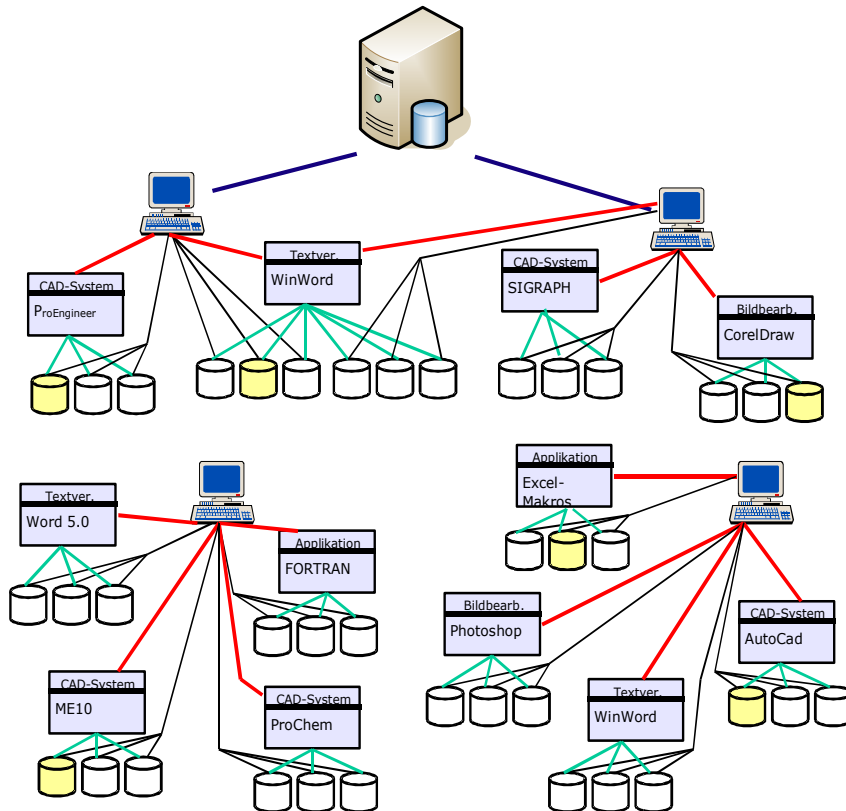 Textver.
WinWord
CAD-System
SIGRAPH
CAD-System
ProEngineer
Bildbearb.
CorelDraw
Textver.
Word 5.0
Applikation
Excel-
Makros
Applikation
FORTRAN
Bildbearb.
Photoshop
CAD-System
AutoCad
CAD-System
ME10
Textver.
WinWord
CAD-System
ProChem